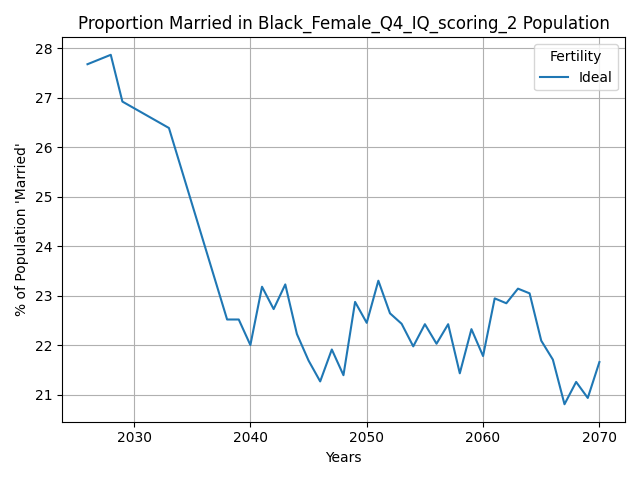 Proportion Married in Black_Female_Q4_IQ_scoring_2 Population
Fertility
Ideal
28
27
26
25
24
23
22
21
% of Population 'Married'
2030
2040
2050
2060
2070
Years